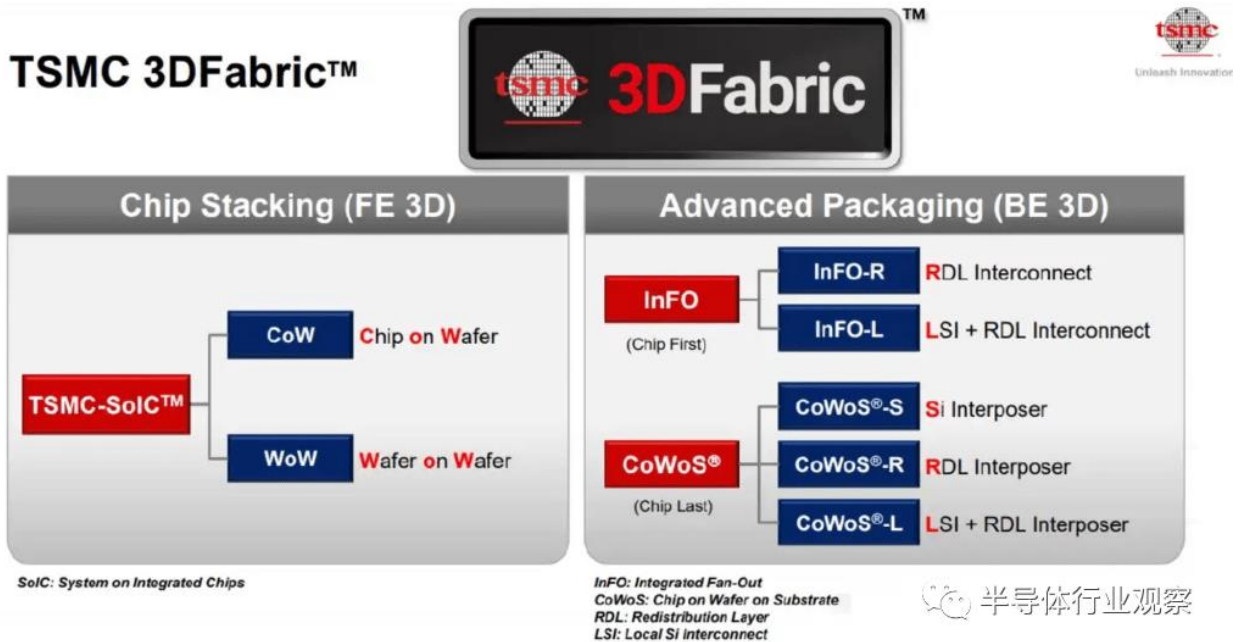 TSMC 3DFabric™
tsmc 3DFabric
TM
tsmc
Unleash Innovation
Chip Stacking (FE 3D)
TSMC-SoIC™
CoW
Chip on Wafer
WoW
Wafer on Wafer
SoIC: System on Integrated Chips
Advanced Packaging (BE 3D)
InFO
(Chip First)
InFO-R
RDL Interconnect
InFO-L
LSI + RDL Interconnect
CoWoS®
(Chip Last)
CoWoS®-S
Si Interposer
CoWoS®-R
RDL Interposer
CoWoS®-L
LSI + RDL Interposer
InFO: Integrated Fan-Out
CoWoS: Chip on Wafer on Substrate
RDL: Redistribution Layer
LSI: Local Si interconnect
半导体行业观察